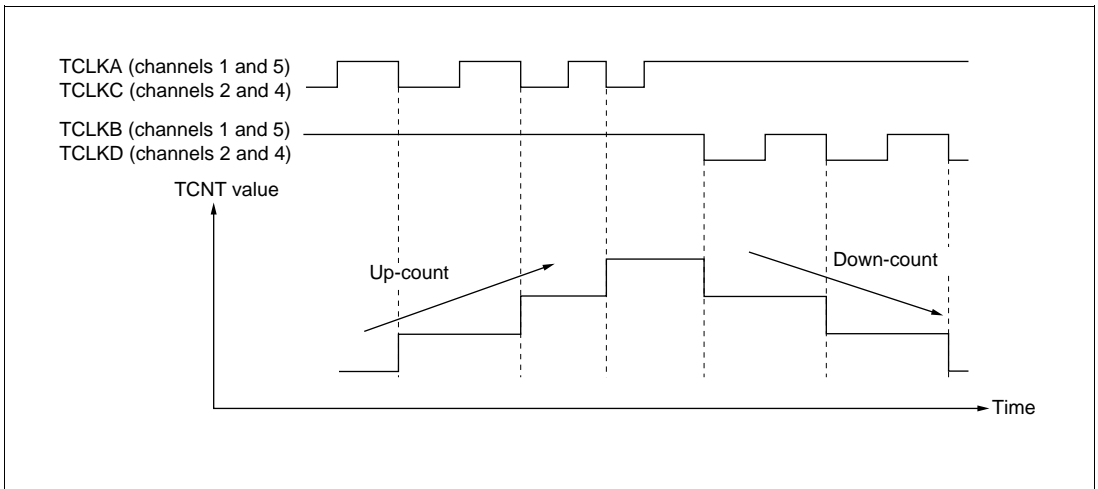 TCLKA (channels 1 and 5)
TCLKC (channels 2 and 4)
TCLKB (channels 1 and 5)
TCLKD (channels 2 and 4)
TCNT value
Up-count
Down-count
Time